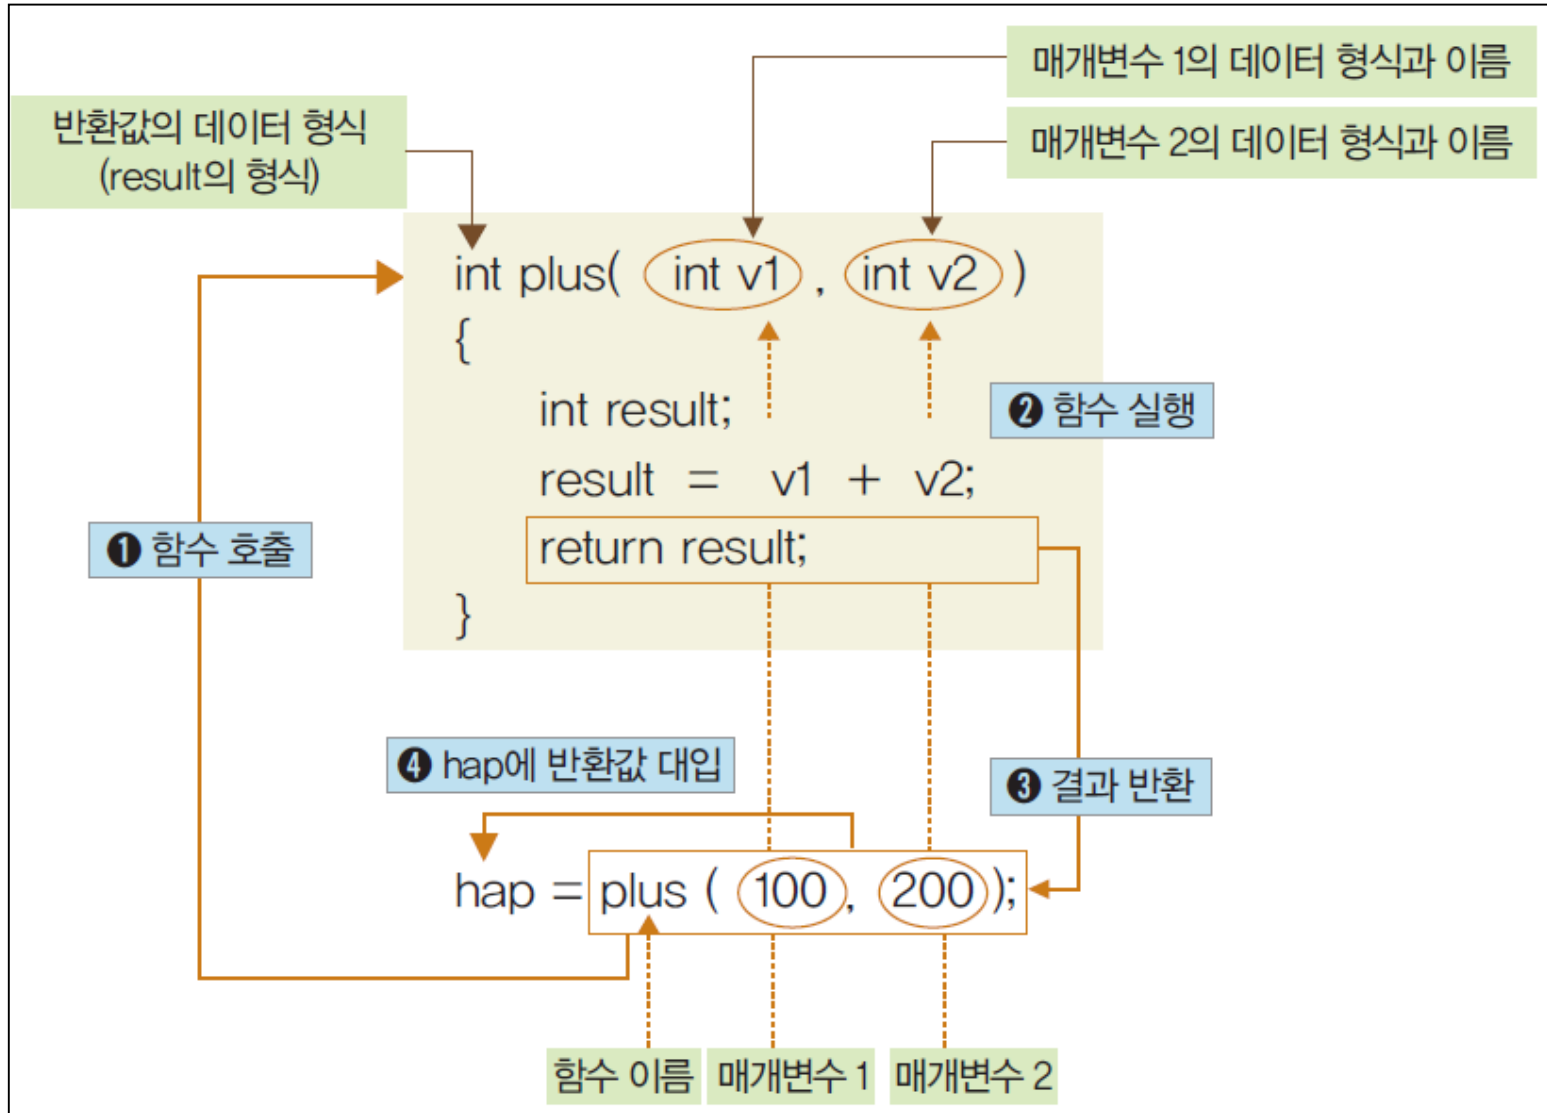 매개변수 1의 데이터 형식과 이름
반환값의 데이터 형식
(result의 형식)
매개변수 2의 데이터 형식과 이름
int plus( int v1 , int v2 )
{
int result;
❷ 함수 실행
result = v1 + v2;
❶ 함수 호출
return result;
}
❹ hap에 반환값 대입
❸ 결과 반환
hap = plus ( 100, 200 );
함수 이름
매개변수 1
매개변수 2